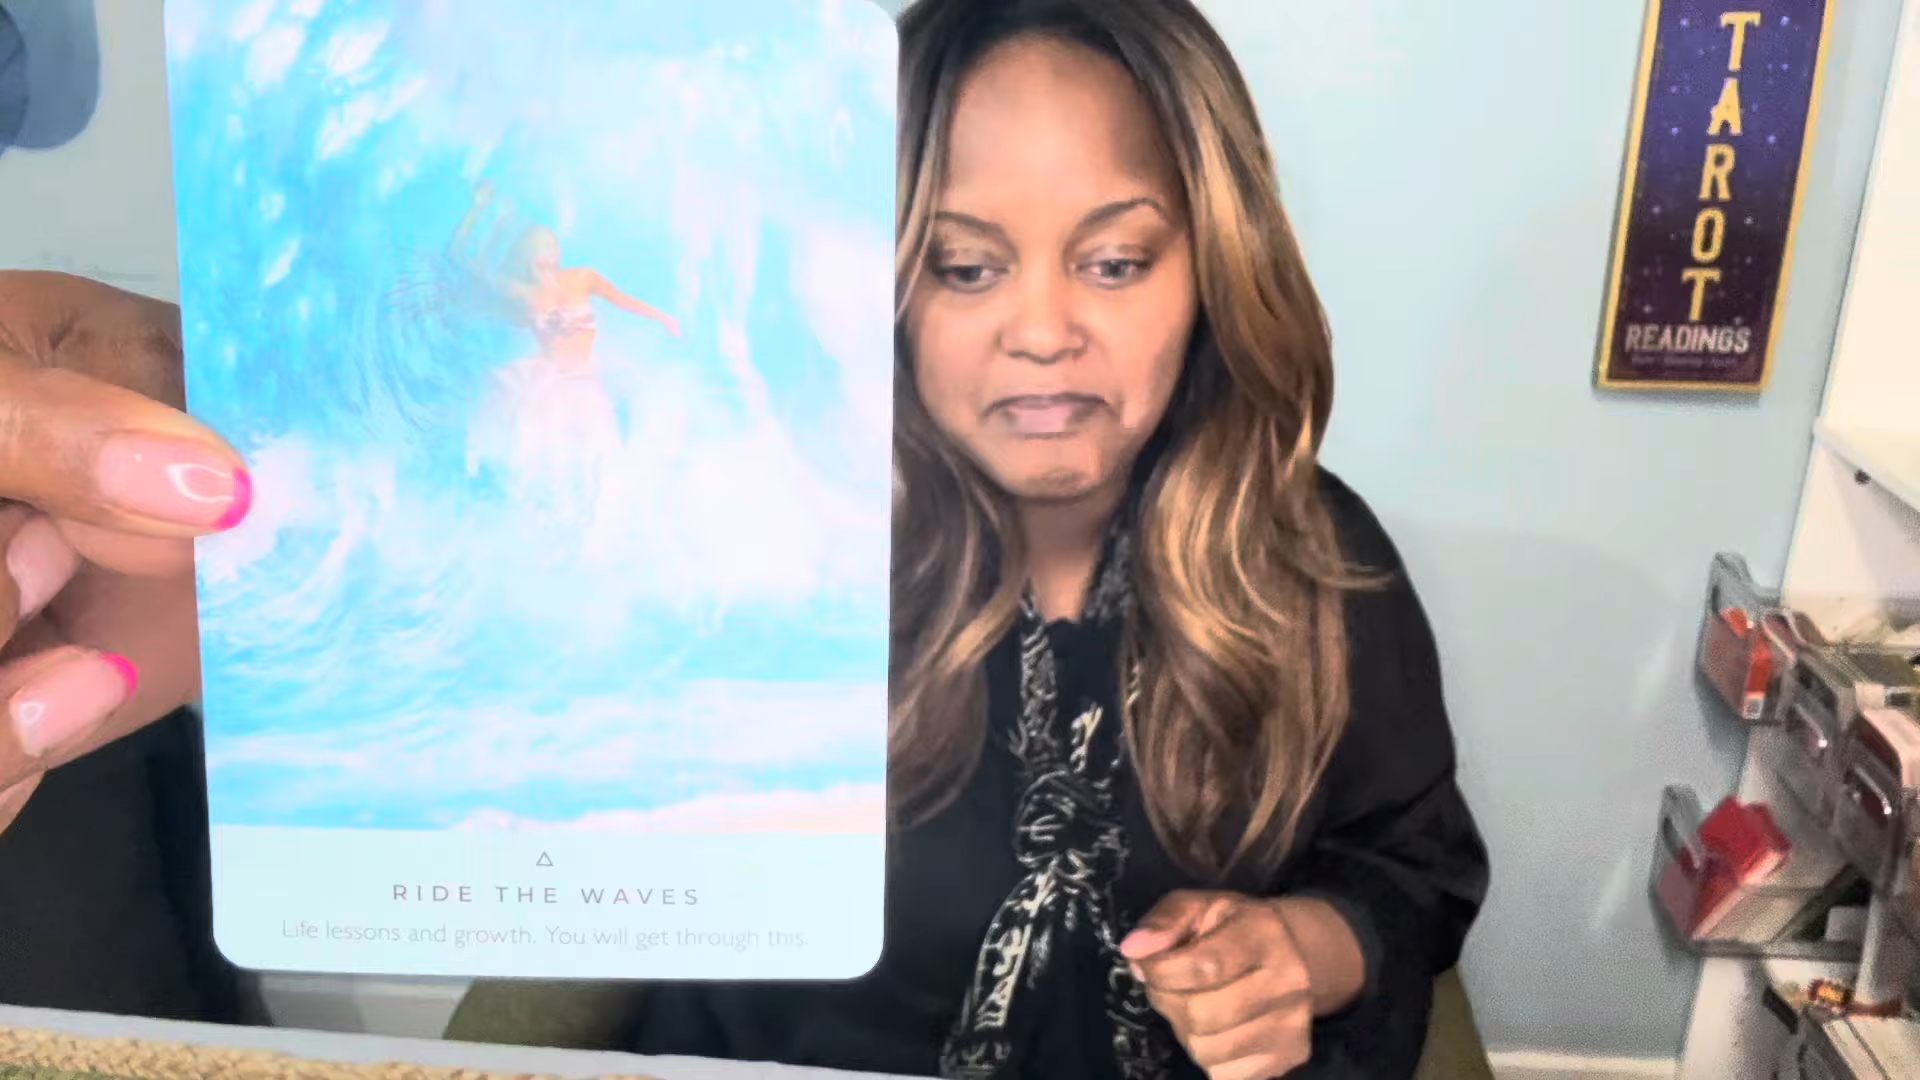 RIDE THE WAVES
Life lessons and growth. You will get through this.
TAROT
READINGS